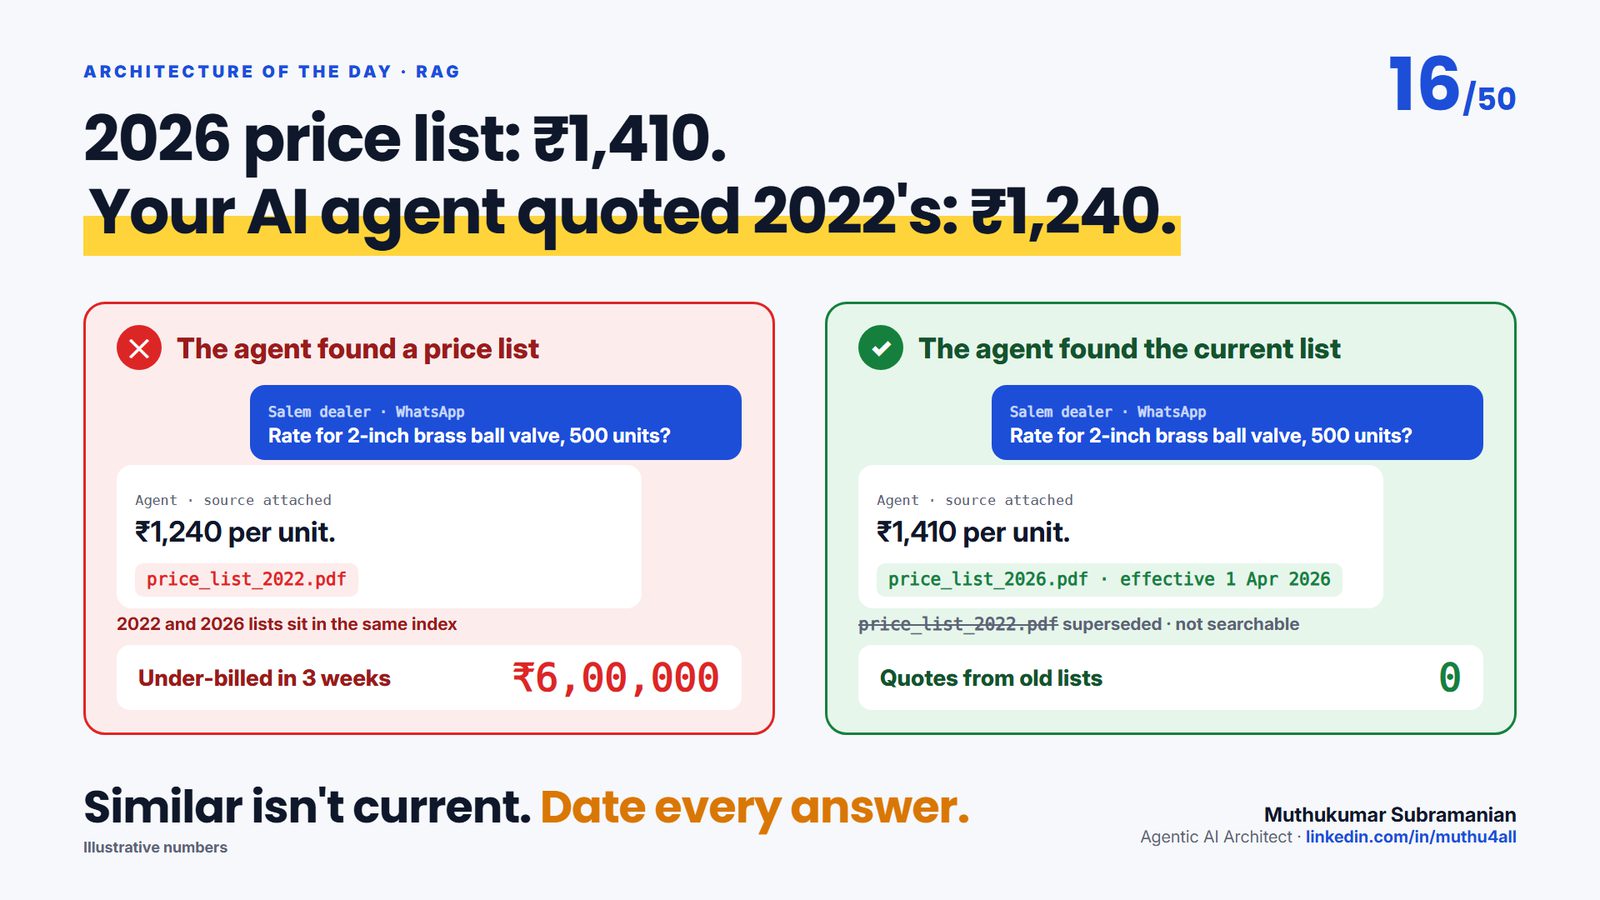 ARCHITECTURE OF THE DAY · RAG
16/50
2026 price list: ₹1,410.
Your AI agent quoted 2022's: ₹1,240.
The agent found a price list
Salem dealer · WhatsApp
Rate for 2-inch brass ball valve, 500 units?
Agent · source attached
₹1,240 per unit.
price_list_2022.pdf
2022 and 2026 lists sit in the same index
Under-billed in 3 weeks ₹6,00,000
The agent found the current list
Salem dealer · WhatsApp
Rate for 2-inch brass ball valve, 500 units?
Agent · source attached
₹1,410 per unit.
price_list_2026.pdf · effective 1 Apr 2026
price_list_2022.pdf superseded · not searchable
Quotes from old lists 0
Similar isn't current. Date every answer.
Illustrative numbers
Muthukumar Subramanian
Agentic AI Architect · linkedin.com/in/muthu4all